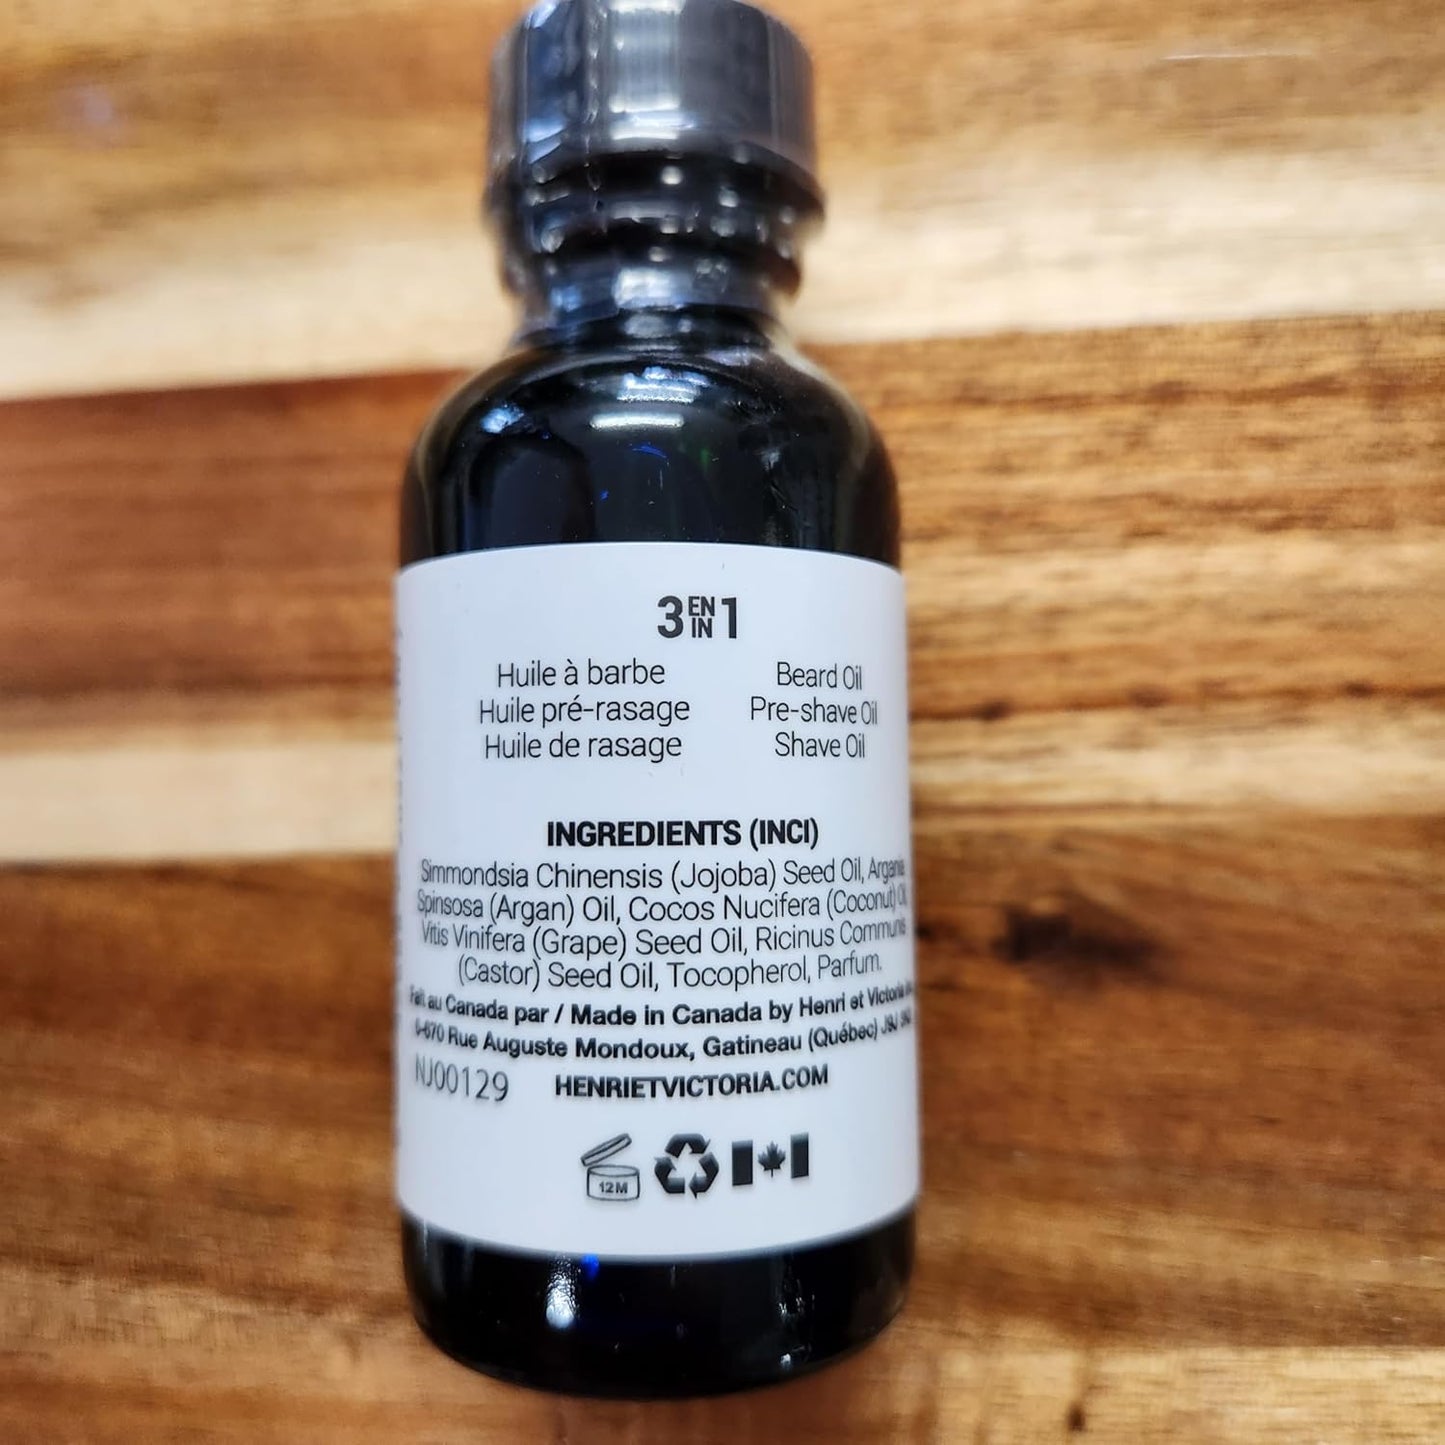 3 EN IN 1
Huile à barbe Beard Oil
Huile pré-rasage Pre-shave Oil
Huile de rasage Shave Oil
INGREDIENTS (INCI)
Simmondsia Chinensis (Jojoba) Seed Oil, Argania
Spinsosa (Argan) Oil, Cocos Nucifera (Coconut) Oil,
Vitis Vinifera (Grape) Seed Oil, Ricinus Communis
(Castor) Seed Oil, Tocopherol, Parfum.
Fait au Canada par / Made in Canada by Henri et Victoria
6-670 Rue Auguste Mondoux, Gatineau (Québec) J9J
NJ00129 HENRIETVICTORIA.COM
12M